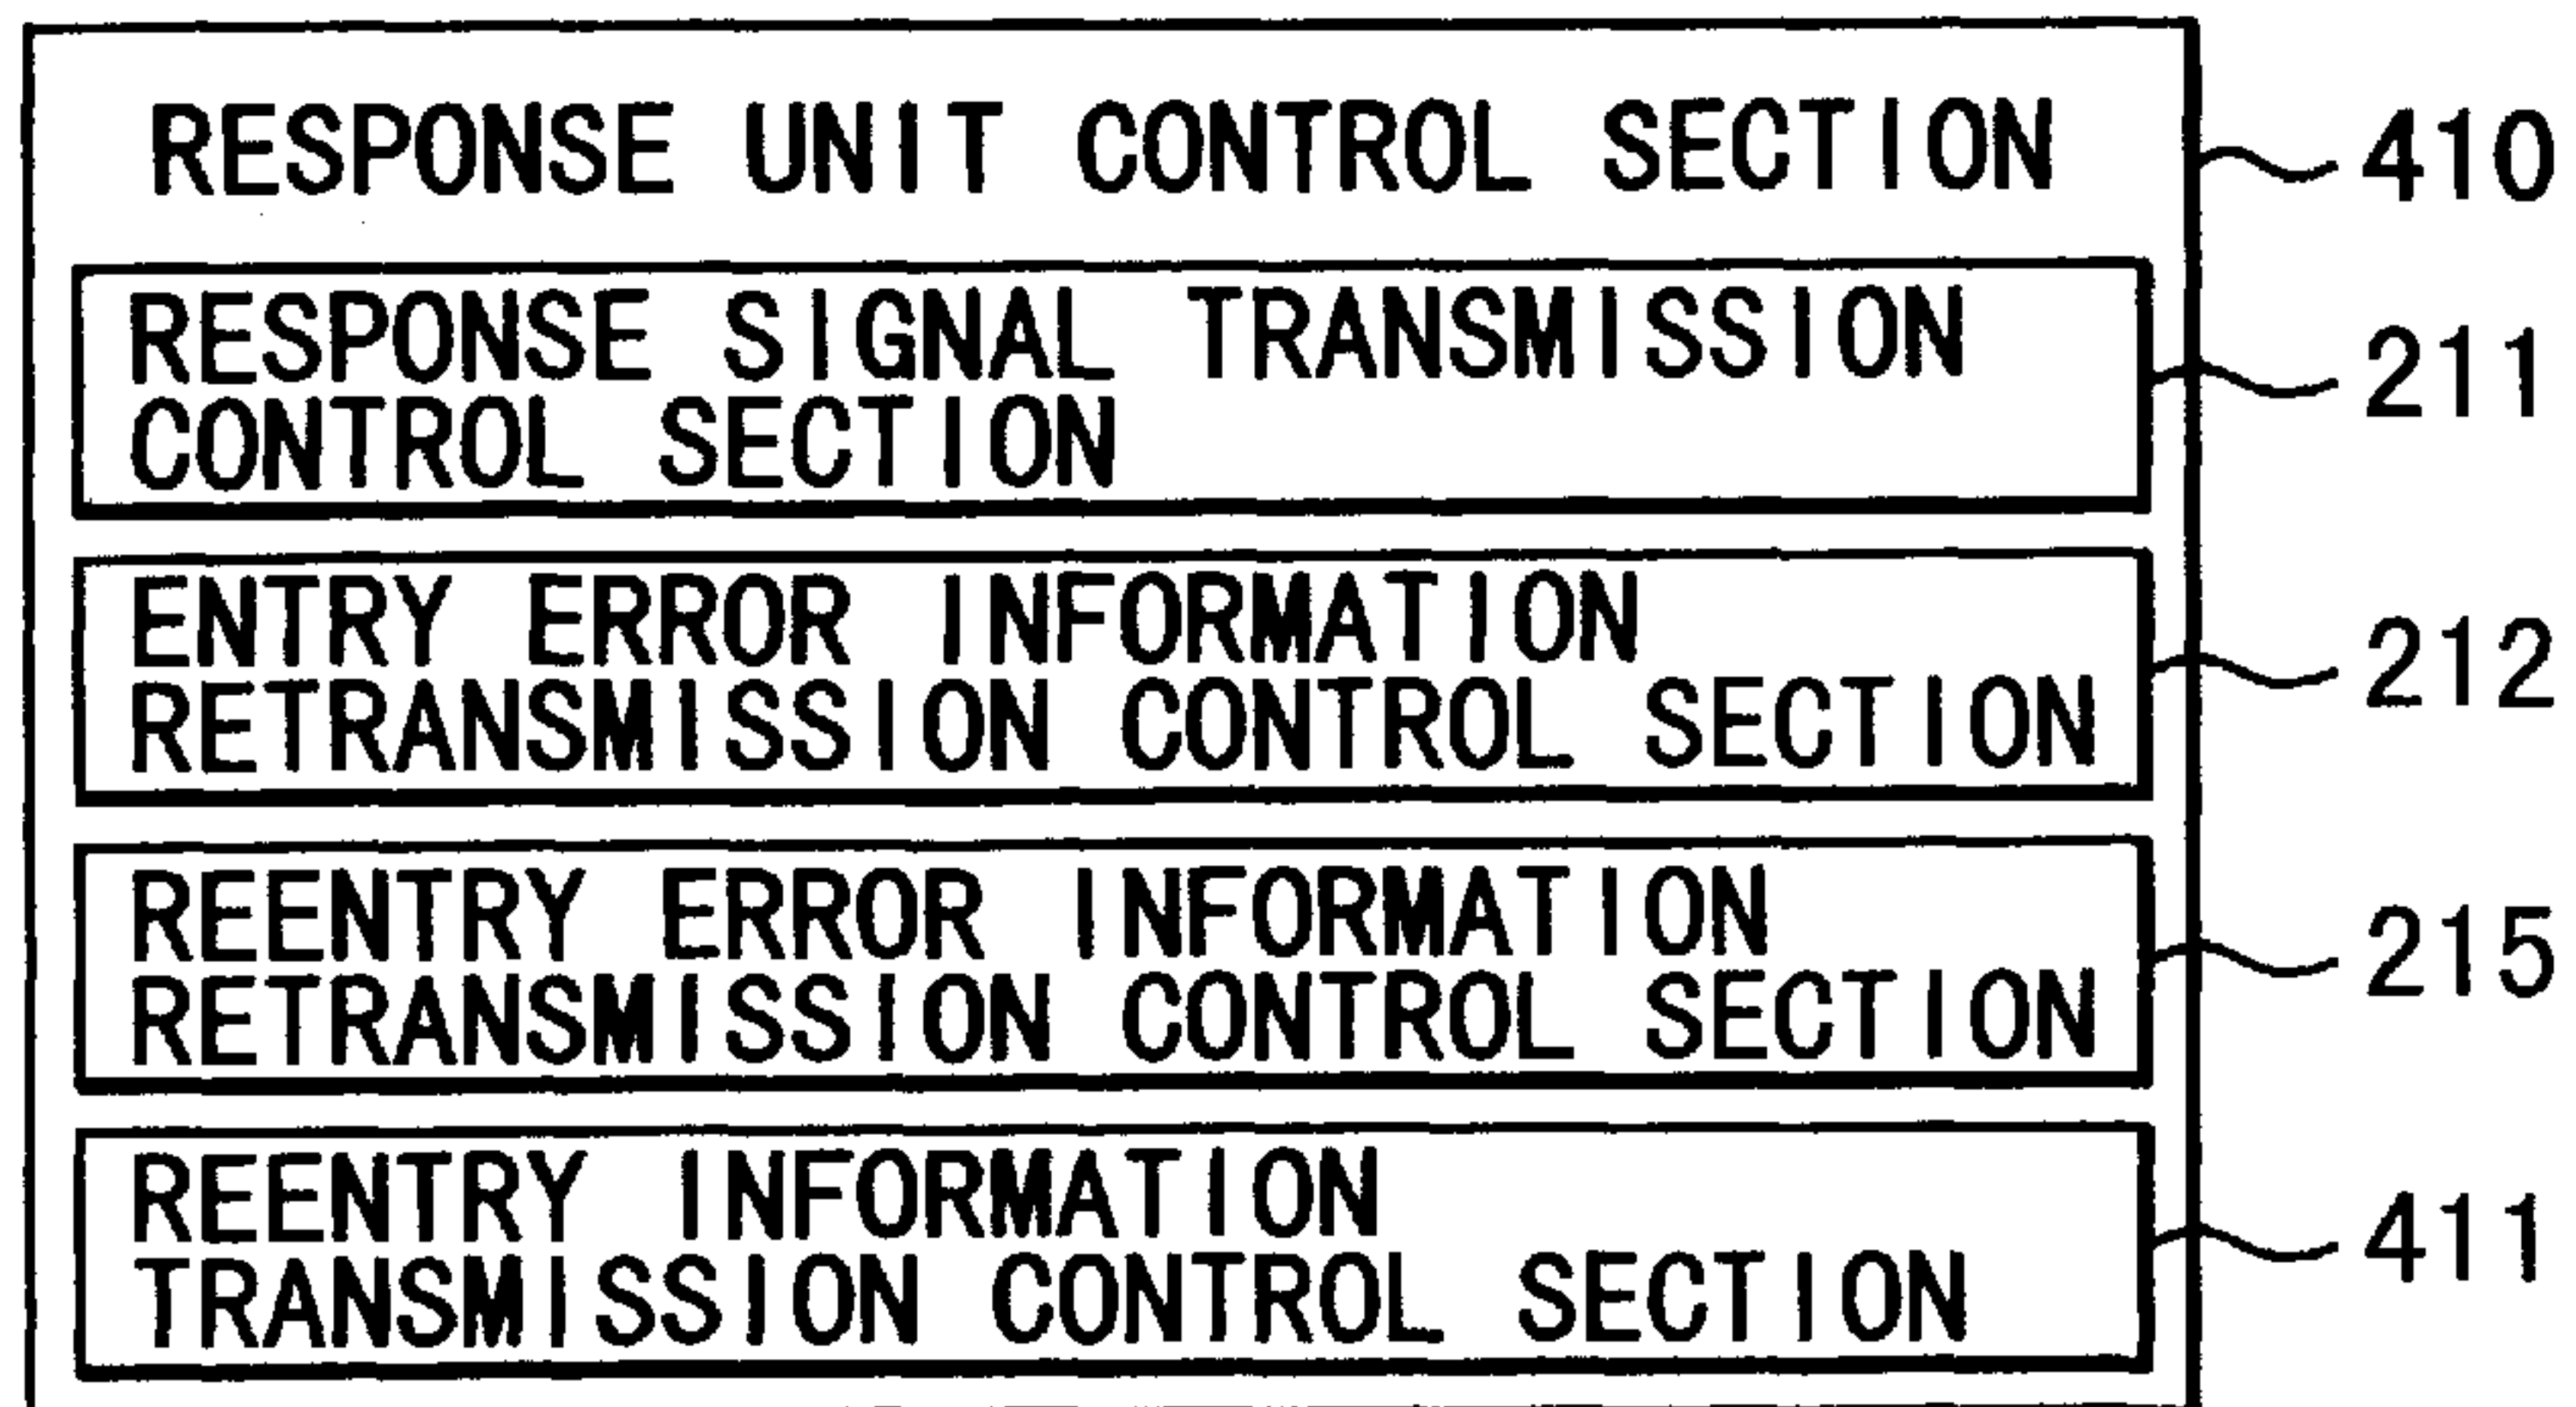 RESPONSE UNIT CONTROL SECTION 410
RESPONSE SIGNAL TRANSMISSION
CONTROL SECTION
211
ENTRY ERROR INFORMATION
RETRANSMISSION CONTROL SECTION
212
REENTRY ERROR INFORMATION
RETRANSMISSION CONTROL SECTION
215
REENTRY INFORMATION
TRANSMISSION CONTROL SECTION
411